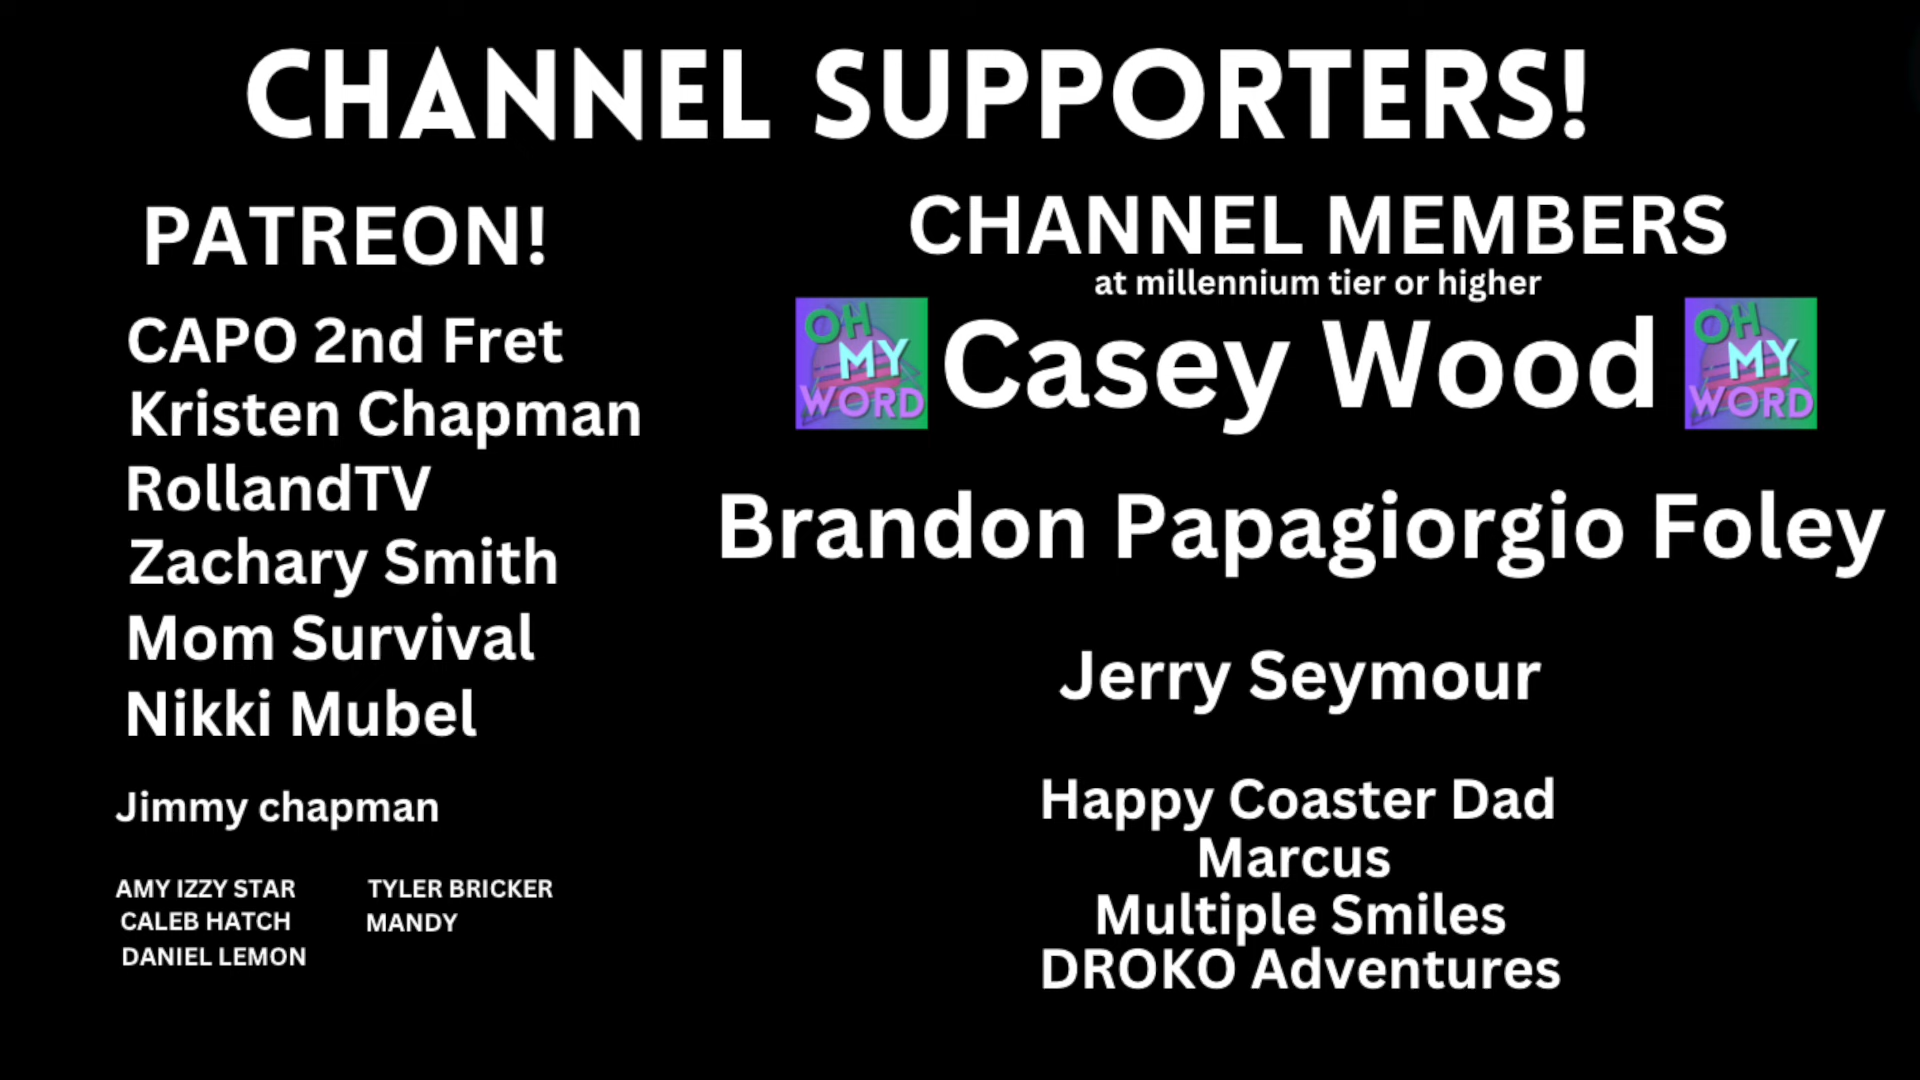 CHANNEL SUPPORTERS!
PATREON!
CAPO 2nd Fret
Kristen Chapman
RollandTV
Zachary Smith
Mom Survival
Nikki Mubel
Jimmy chapman
AMY IZZY STAR
CALEB HATCH
DANIEL LEMON
TYLER BRICKER
MANDY
CHANNEL MEMBERS
at millennium tier or higher
OH
MY
WORD
Casey Wood
OH
MY
WORD
Brandon Papagiorgio Foley
Jerry Seymour
Happy Coaster Dad
Marcus
Multiple Smiles
DROKO Adventures